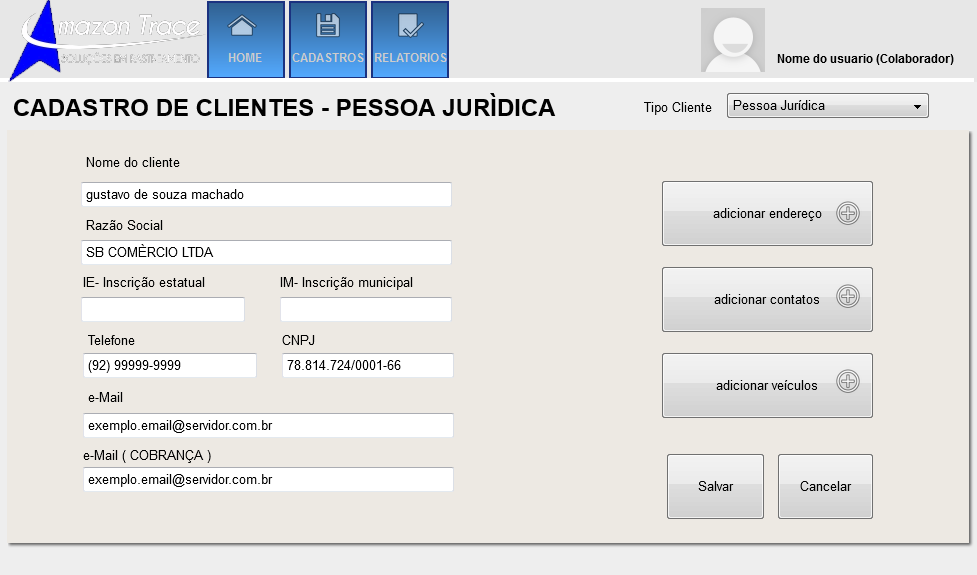 Amazon Trace
SOLUÇÕES EM RASTREAMENTO
HOME
CADASTROS
RELATORIOS
Nome do usuario (Colaborador)
CADASTRO DE CLIENTES - PESSOA JURÌDICA
Tipo Cliente
Pessoa Jurídica
Nome do cliente
gustavo de souza machado
Razão Social
SB COMÈRCIO LTDA
IE- Inscrição estatual
IM- Inscrição municipal
Telefone
CNPJ
(92) 99999-9999
78.814.724/0001-66
e-Mail
exemplo.email@servidor.com.br
e-Mail ( COBRANÇA )
exemplo.email@servidor.com.br
adicionar endereço
adicionar contatos
adicionar veículos
Salvar
Cancelar